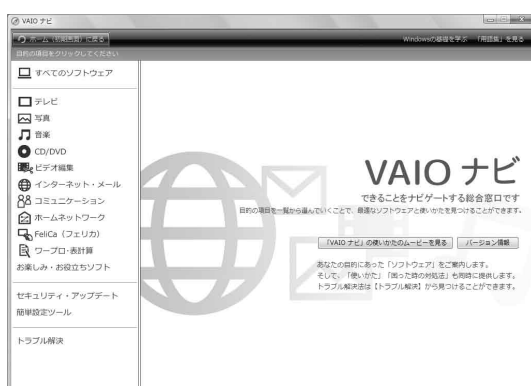 VAIO ナビ
ホーム（初期画面）に戻る
Windowsの基礎を学ぶ 「用語集」を見る
目的の項目をクリックしてください
すべてのソフトウェア
テレビ
写真
音楽
CD/DVD
ビデオ編集
インターネット・メール
コミュニケーション
ホームネットワーク
FeliCa（フェリカ）
ワープロ・表計算
お楽しみ・お役立ちソフト
セキュリティ・アップデート
簡単設定ツール
トラブル解決
VAIO ナビ
できることをナビゲートする総合窓口です
目的の項目を一覧から選んでいくことで、最適なソフトウェアと使いかたを見つけることができます。
「VAIO ナビ」の使いかたのムービーを見る
バージョン情報
あなたの目的にあった「ソフトウェア」をご案内します。
そして、「使いかた」「困った時の対処法」も同時に提供します。
トラブル解決法は【トラブル解決】から見つけることができます。